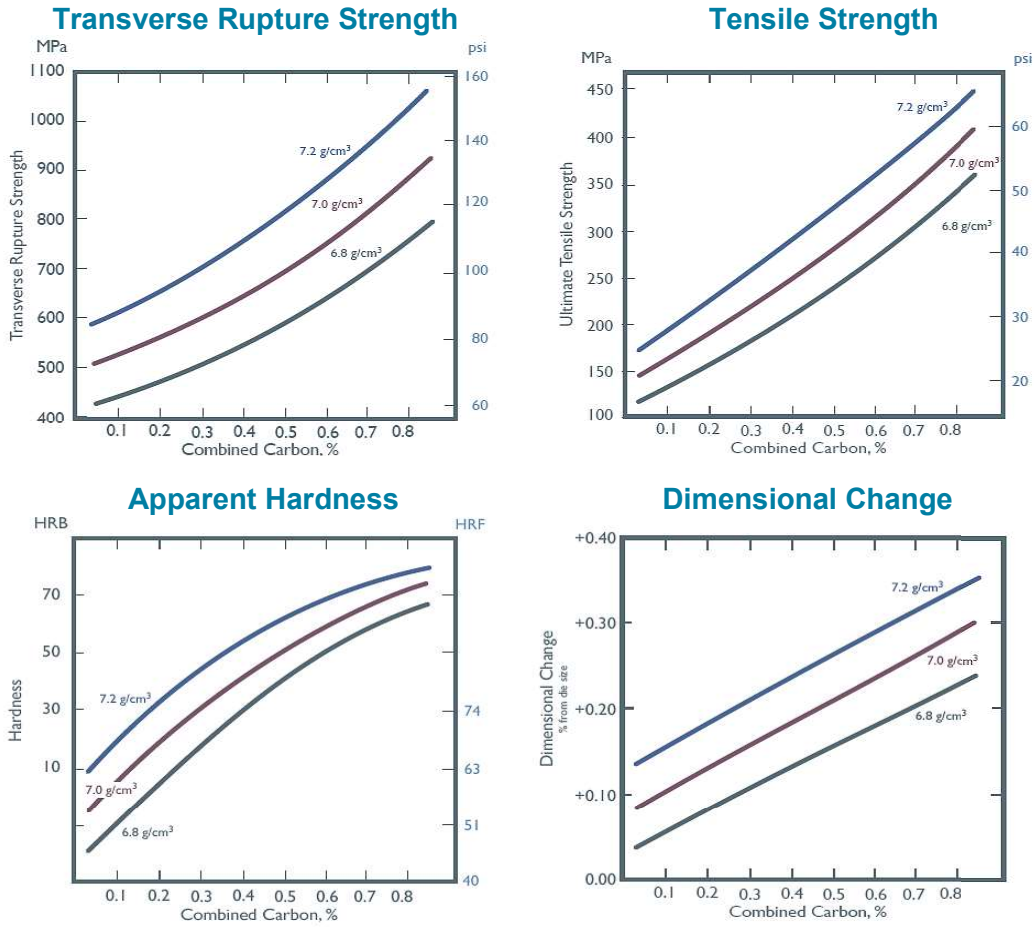 Transverse Rupture Strength
MPa
psi
1100
1000
900
800
700
600
500
400
160
140
120
100
80
60
Transverse Rupture Strength
7.2 g/cm³
7.0 g/cm³
6.8 g/cm³
0.1 0.2 0.3 0.4 0.5 0.6 0.7 0.8
Combined Carbon, %
Tensile Strength
MPa
psi
450
400
350
300
250
200
150
100
60
50
40
30
20
Ultimate Tensile Strength
7.2 g/cm³
7.0 g/cm³
6.8 g/cm³
0.1 0.2 0.3 0.4 0.5 0.6 0.7 0.8
Combined Carbon, %
Apparent Hardness
HRB
HRF
70
50
30
10
74
63
51
40
Hardness
7.2 g/cm³
7.0 g/cm³
6.8 g/cm³
0.1 0.2 0.3 0.4 0.5 0.6 0.7 0.8
Combined Carbon, %
Dimensional Change
+0.40
+0.30
+0.20
+0.10
0.00
Dimensional Change
% from die size
7.2 g/cm³
7.0 g/cm³
6.8 g/cm³
0.1 0.2 0.3 0.4 0.5 0.6 0.7 0.8
Combined Carbon, %